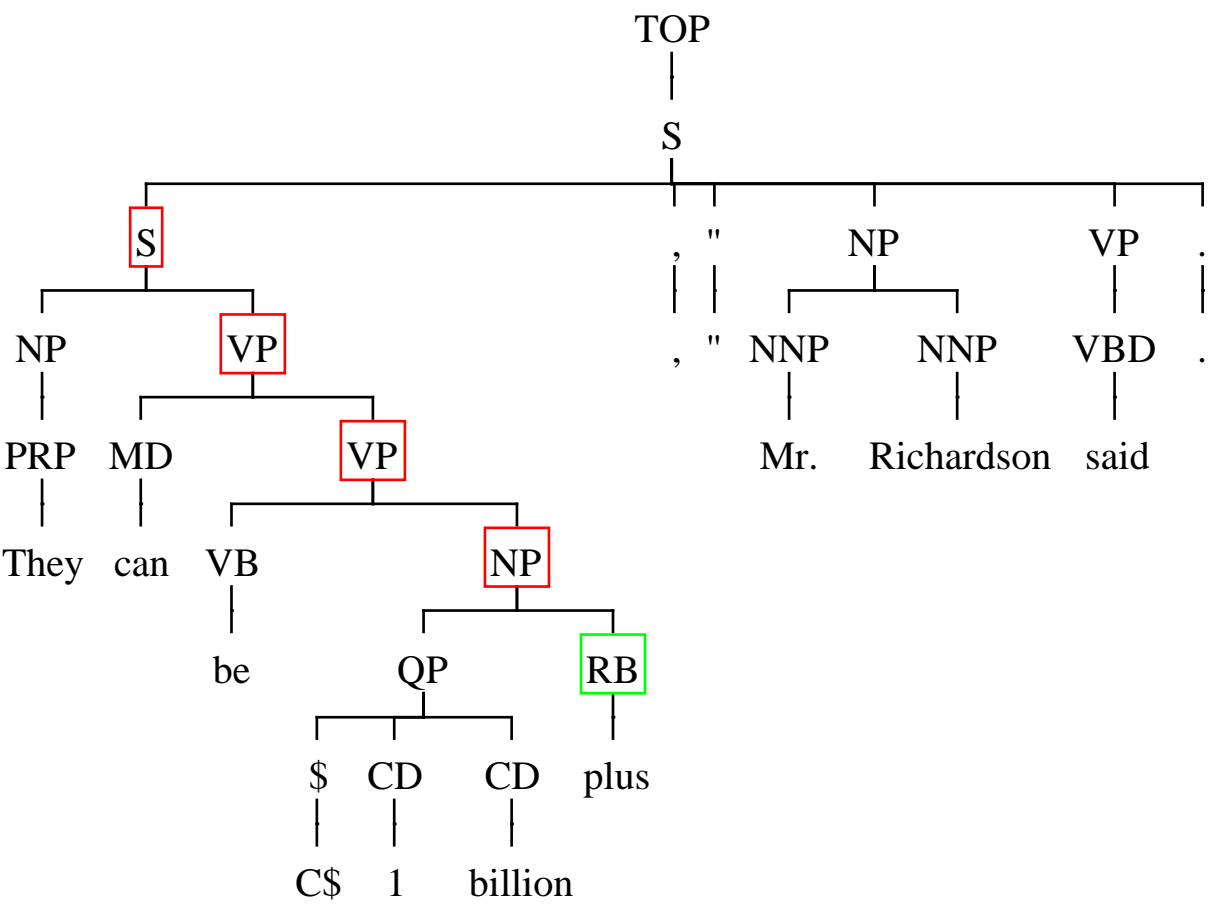 TOP
S
S , " NP VP .
NP VP , " NNP NNP VBD .
PRP MD VP Mr. Richardson said
They can VB NP
be QP RB
$ CD CD plus
C$ 1 billion